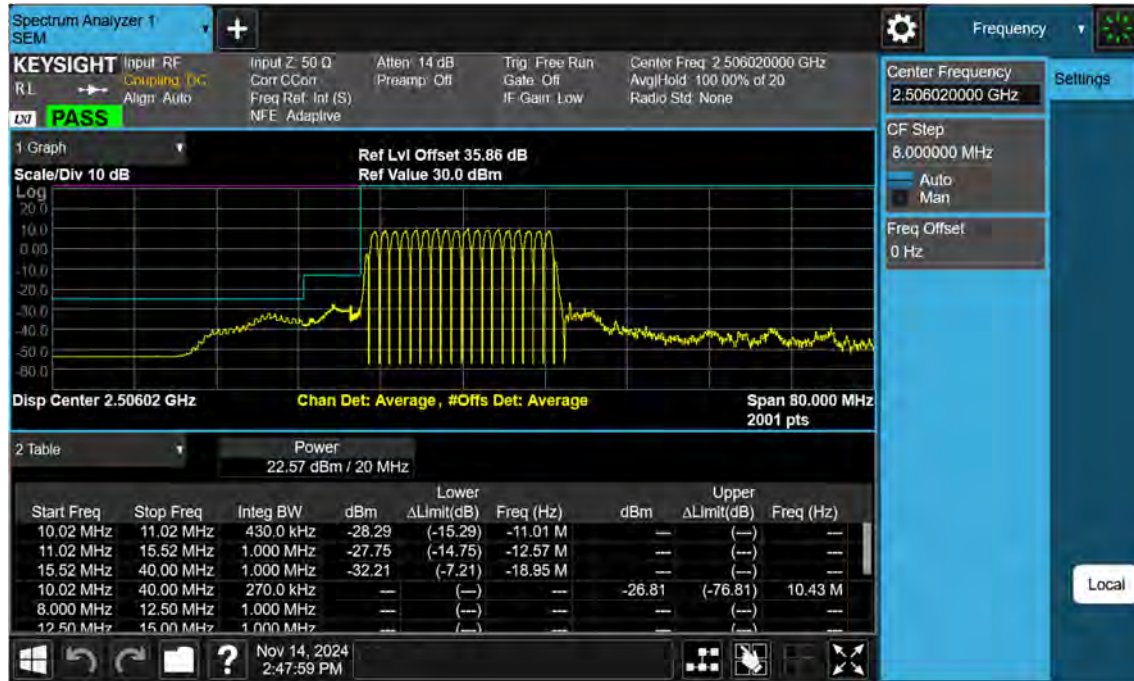 Spectrum Analyzer 1
SEM
+
Frequency
KEYSIGHT
RL
LXI
PASS
Input: RF
Coupling: DC
Align: Auto
Input Z: 50 Ω
Corr CCorr
Freq Ref: Int (S)
NFE: Adaptive
Atten: 14 dB
Preamp: Off
Trig: Free Run
Gate: Off
IF Gain: Low
Center Freq: 2.506020000 GHz
Avg|Hold: 100.00% of 20
Radio Std: None
Center Frequency
2.506020000 GHz
Settings
CF Step
8.000000 MHz
Auto
Man
Freq Offset
0 Hz
1 Graph
Scale/Div 10 dB
Ref Lvl Offset 35.86 dB
Ref Value 30.0 dBm
Log
20.0
10.0
0.00
-10.0
-20.0
-30.0
-40.0
-50.0
-60.0
Disp Center 2.50602 GHz
Chan Det: Average, #Offs Det: Average
Span 80.000 MHz
2001 pts
2 Table
Power
22.57 dBm / 20 MHz
Lower Upper
Start Freq Stop Freq Integ BW dBm ΔLimit(dB) Freq (Hz) dBm ΔLimit(dB) Freq (Hz)
10.02 MHz 11.02 MHz 430.0 kHz -28.29 (-15.29) -11.01 M --- (---) ---
11.02 MHz 15.52 MHz 1.000 MHz -27.75 (-14.75) -12.57 M --- (---) ---
15.52 MHz 40.00 MHz 1.000 MHz -32.21 (-7.21) -18.95 M --- (---) ---
10.02 MHz 40.00 MHz 270.0 kHz --- (---) --- -26.81 (-76.81) 10.43 M
8.000 MHz 12.50 MHz 1.000 MHz --- (---) --- --- (---) ---
12.50 MHz 15.00 MHz 1.000 MHz --- (---) --- --- (---) ---
Local
?
Nov 14, 2024
2:47:59 PM